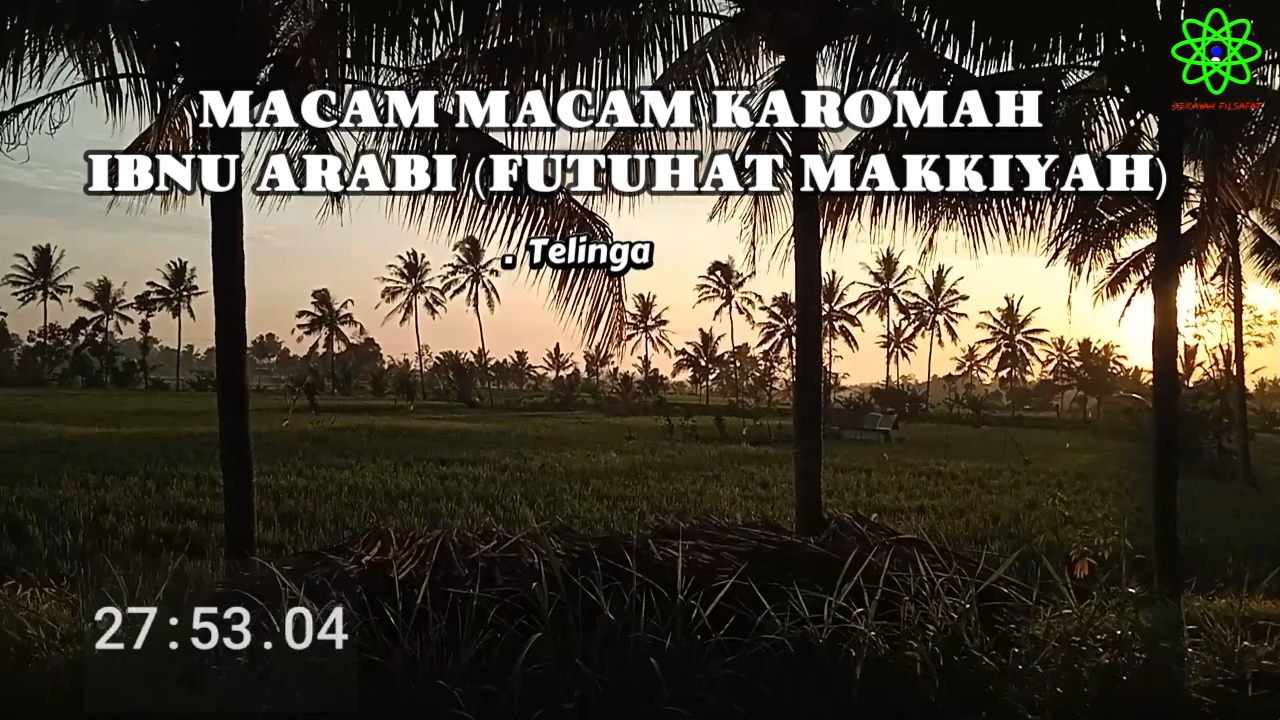 MACAM MACAM KAROMAH
IBNU ARABI (FUTUHAT MAKKIYAH)
. Telinga
27:53.04